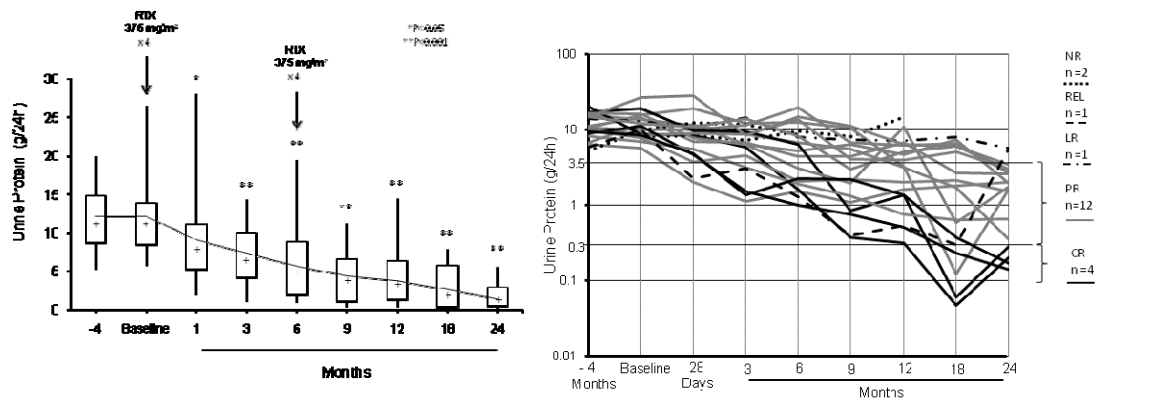 RTX
375 mg/m²
×4
*P<0.05
**P<0.001
RTX
375 mg/m²
×4
30
25
20
15
10
5
0
Urine Protein (g/24h)
*
**
**
**
**
**
**
-4
Baseline
1
3
6
9
12
18
24
Months
100
10
3.5
1
0.3
0.1
0.01
Urine Protein (g/24h)
- 4
Months
Baseline
28
Days
3
6
9
12
18
24
Months
NR
n=2
REL
n=1
LR
n=1
PR
n=12
CR
n=4